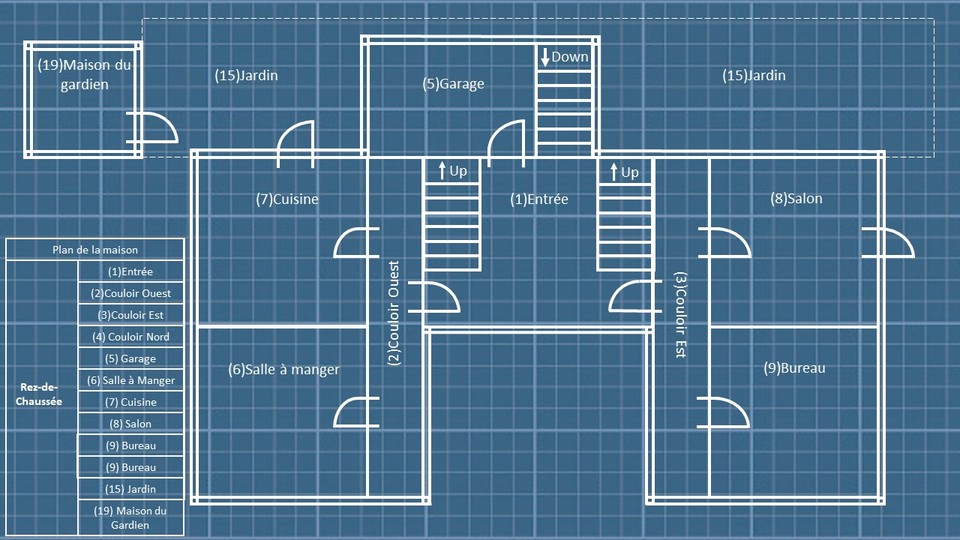 (19)Maison du
gardien
(15)Jardin
(5)Garage
Down
(15)Jardin
(7)Cuisine
Up
(1)Entrée
Up
(8)Salon
(2)Couloir Ouest
(3)Couloir Est
(6)Salle à manger
(9)Bureau
Plan de la maison
Rez-de-
Chaussée
(1)Entrée
(2)Couloir Ouest
(3)Couloir Est
(4) Couloir Nord
(5) Garage
(6) Salle à Manger
(7) Cuisine
(8) Salon
(9) Bureau
(9) Bureau
(15) Jardin
(19) Maison du
Gardien